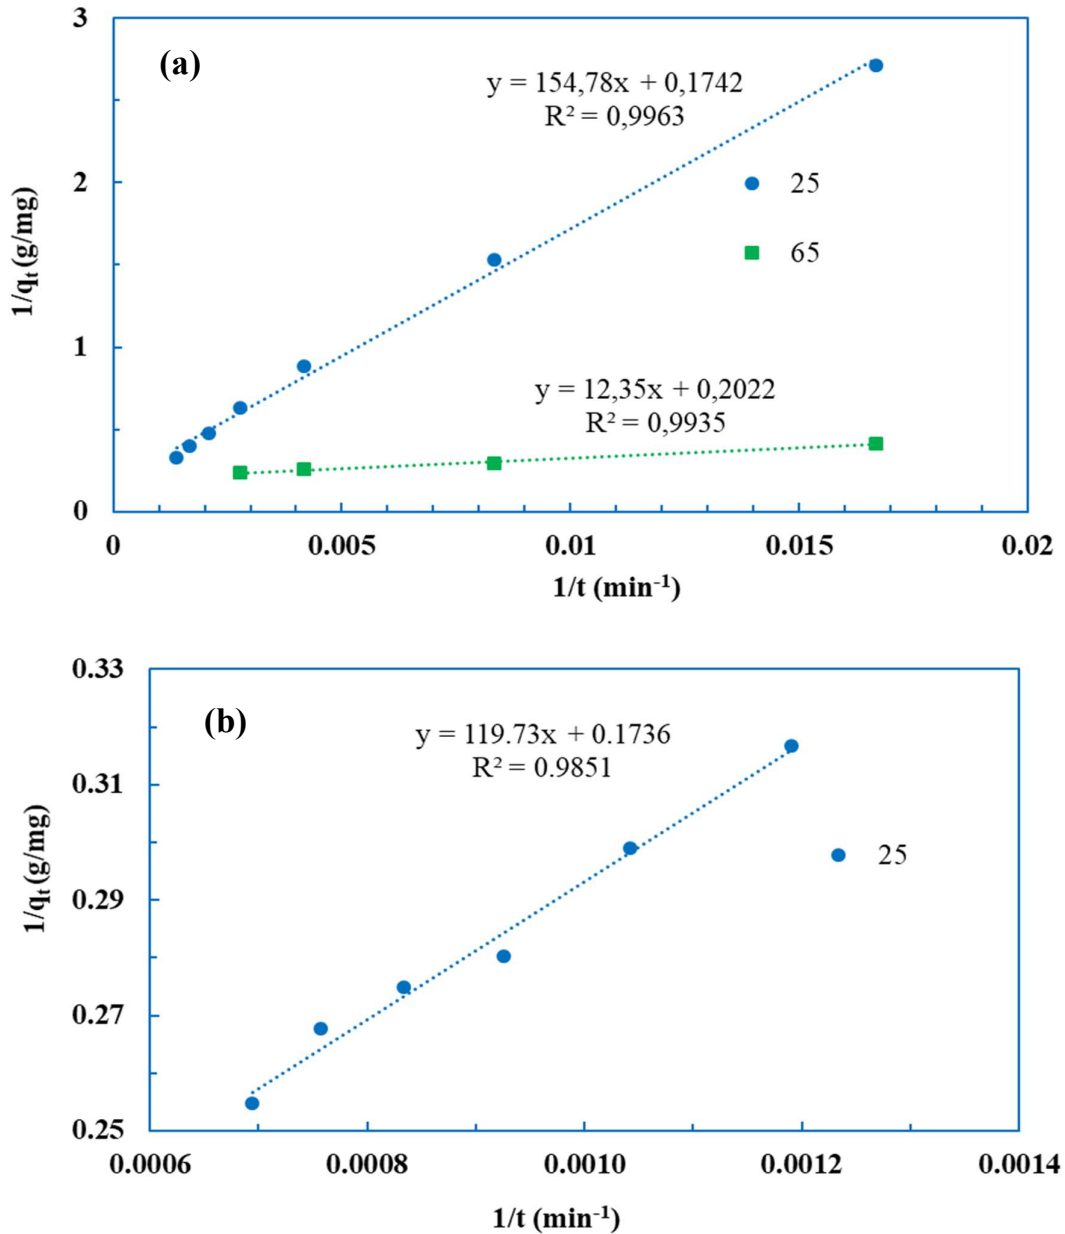 3
(a)
y = 154,78x + 0,1742
R² = 0,9963
2
25
65
1/qt (g/mg)
1
y = 12,35x + 0,2022
R² = 0,9935
0
0 0.005 0.01 0.015 0.02
1/t (min⁻¹)
0.33
(b)
y = 119.73x + 0.1736
R² = 0.9851
0.31
25
1/qt (g/mg)
0.29
0.27
0.25
0.0006 0.0008 0.0010 0.0012 0.0014
1/t (min⁻¹)